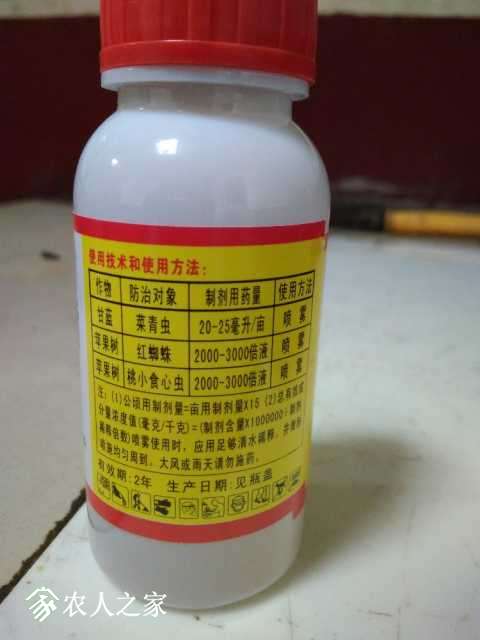 使用技术和使用方法：
作物 防治对象 制剂用药量 使用方法
甘蓝 菜青虫 20-25毫升/亩 喷雾
苹果树 红蜘蛛 2000-3000倍液 喷雾
苹果树 桃小食心虫 2000-3000倍液 喷雾
注：(1)公顷用制剂量=亩用制剂量X15 (2)总有效成
分量浓度值(毫克/千克)=(制剂含量X1000000÷制剂
稀释倍数)喷雾使用时，应用足够清水稀释，并做到
喷施均匀周到，大风或雨天请勿施药。
有效期:2年 生产日期:见瓶盖
农人之家